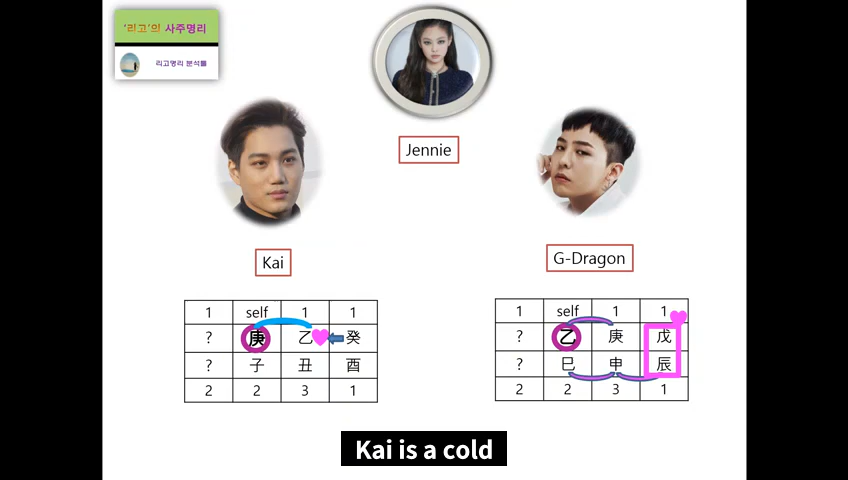 '리고'의 사주명리
리고명리 분석툴
Jennie
Kai
G-Dragon
1 self 1 1
? 庚 乙 癸
? 子 丑 酉
2 2 3 1
1 self 1 1
? 乙 庚 戊
? 巳 申 辰
2 2 3 1
Kai is a cold